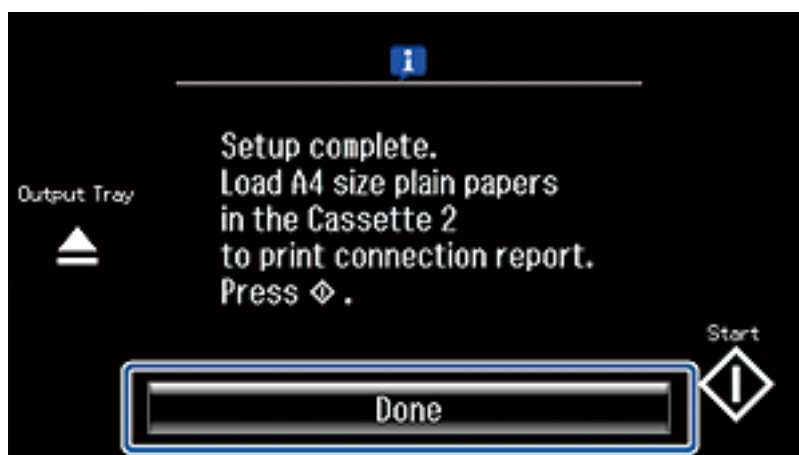 Setup complete.
Load A4 size plain papers
in the Cassette 2
to print connection report.
Press ⟐ .
Output Tray
Start
Done